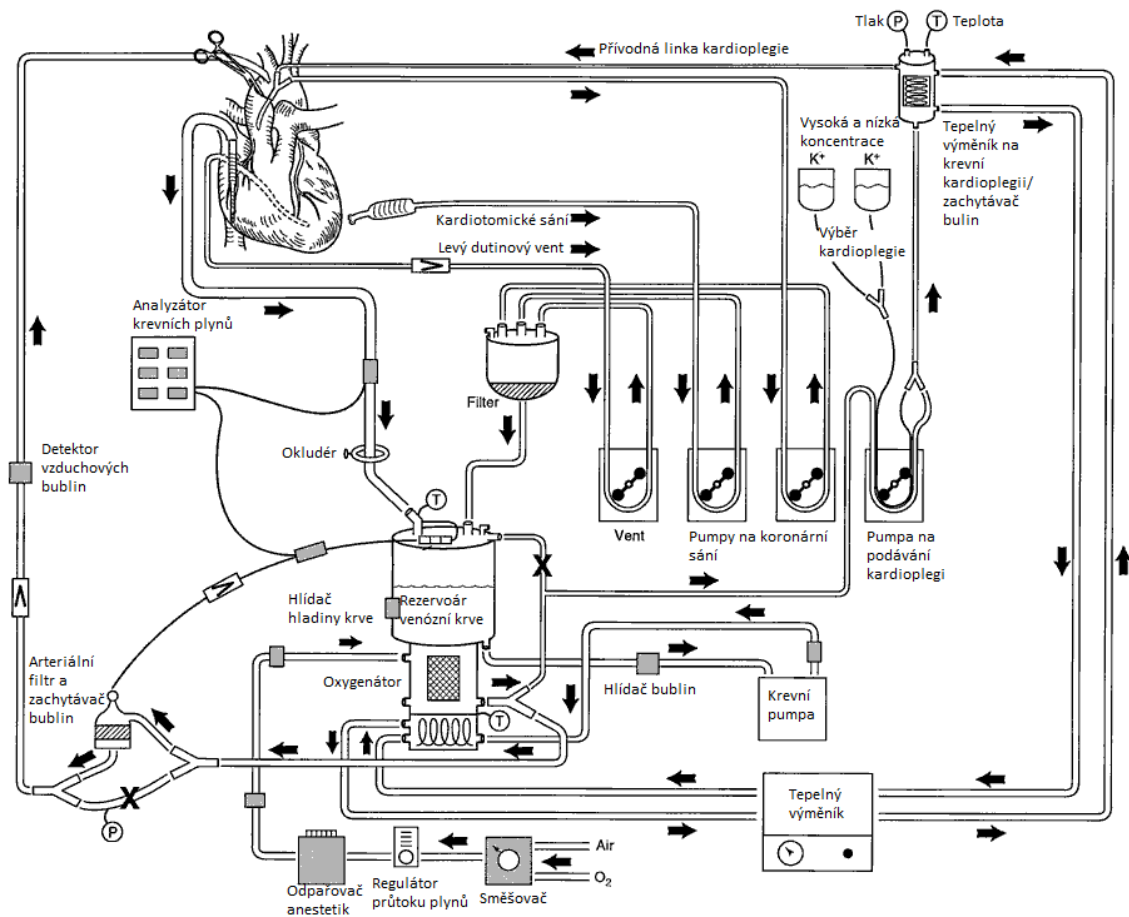 Tlak P T Teplota
Přívodná linka kardioplegie
Vysoká a nízká
koncentrace
K+ K+
Tepelný
výměník na
krevní
kardioplegii/
zachytávač
bulin
Výběr
kardioplegie
Kardiotomické sání
Levý dutinový vent
Analyzátor
krevních plynů
Filter
Okludér
Detektor
vzduchových
bublin
T
Vent
Pumpy na koronární
sání
Pumpa na
podávání
kardioplegi
X
Hlídač
hladiny krve
Rezervoár
venózní krve
Arteriální
filtr a
zachytávač
bublin
Oxygenátor
Hlídač bublin
Krevní
pumpa
T
X
P
Tepelný
výměník
Air
O2
Odpařovač
anestetik
Regulátor
průtoku plynů
Směšovač